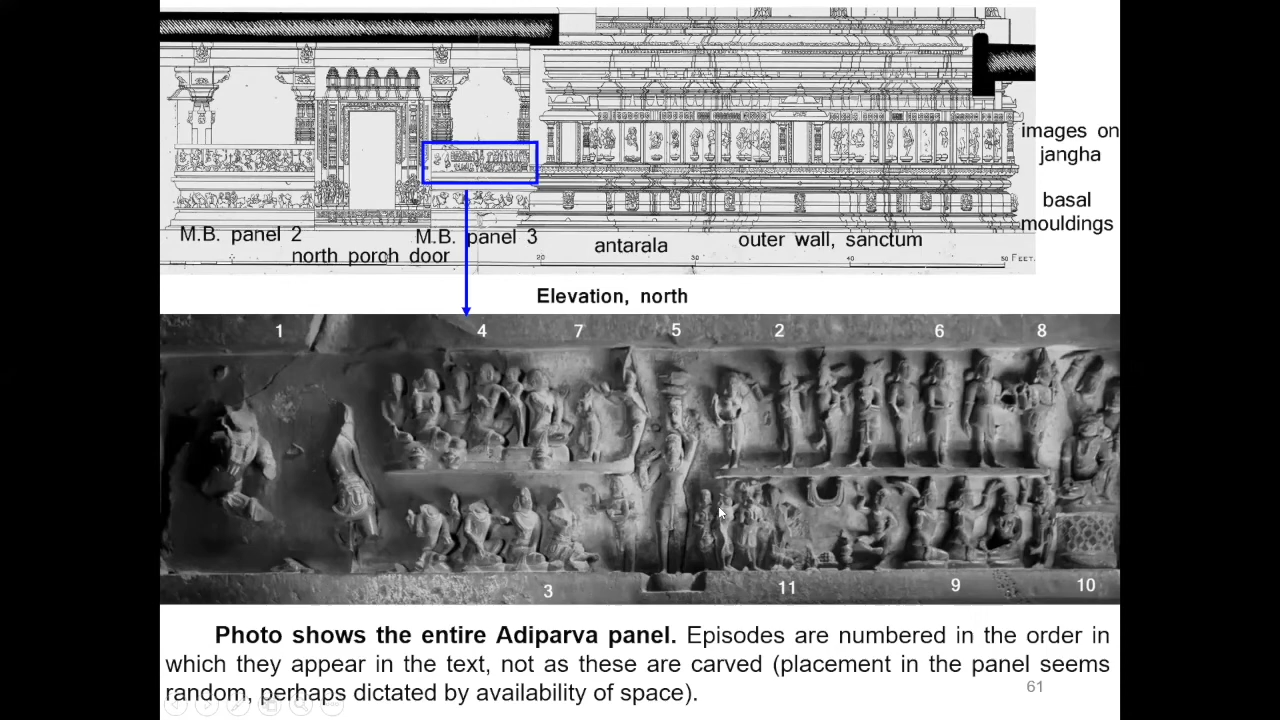 images on
jangha
basal
mouldings
M.B. panel 2
M.B. panel 3
north porch door
antarala
outer wall, sanctum
20 30 40 50 FEET.
Elevation, north
1 4 7 5 2 6 8
3 11 9 10
Photo shows the entire Adiparva panel. Episodes are numbered in the order in
which they appear in the text, not as these are carved (placement in the panel seems
random, perhaps dictated by availability of space).
61